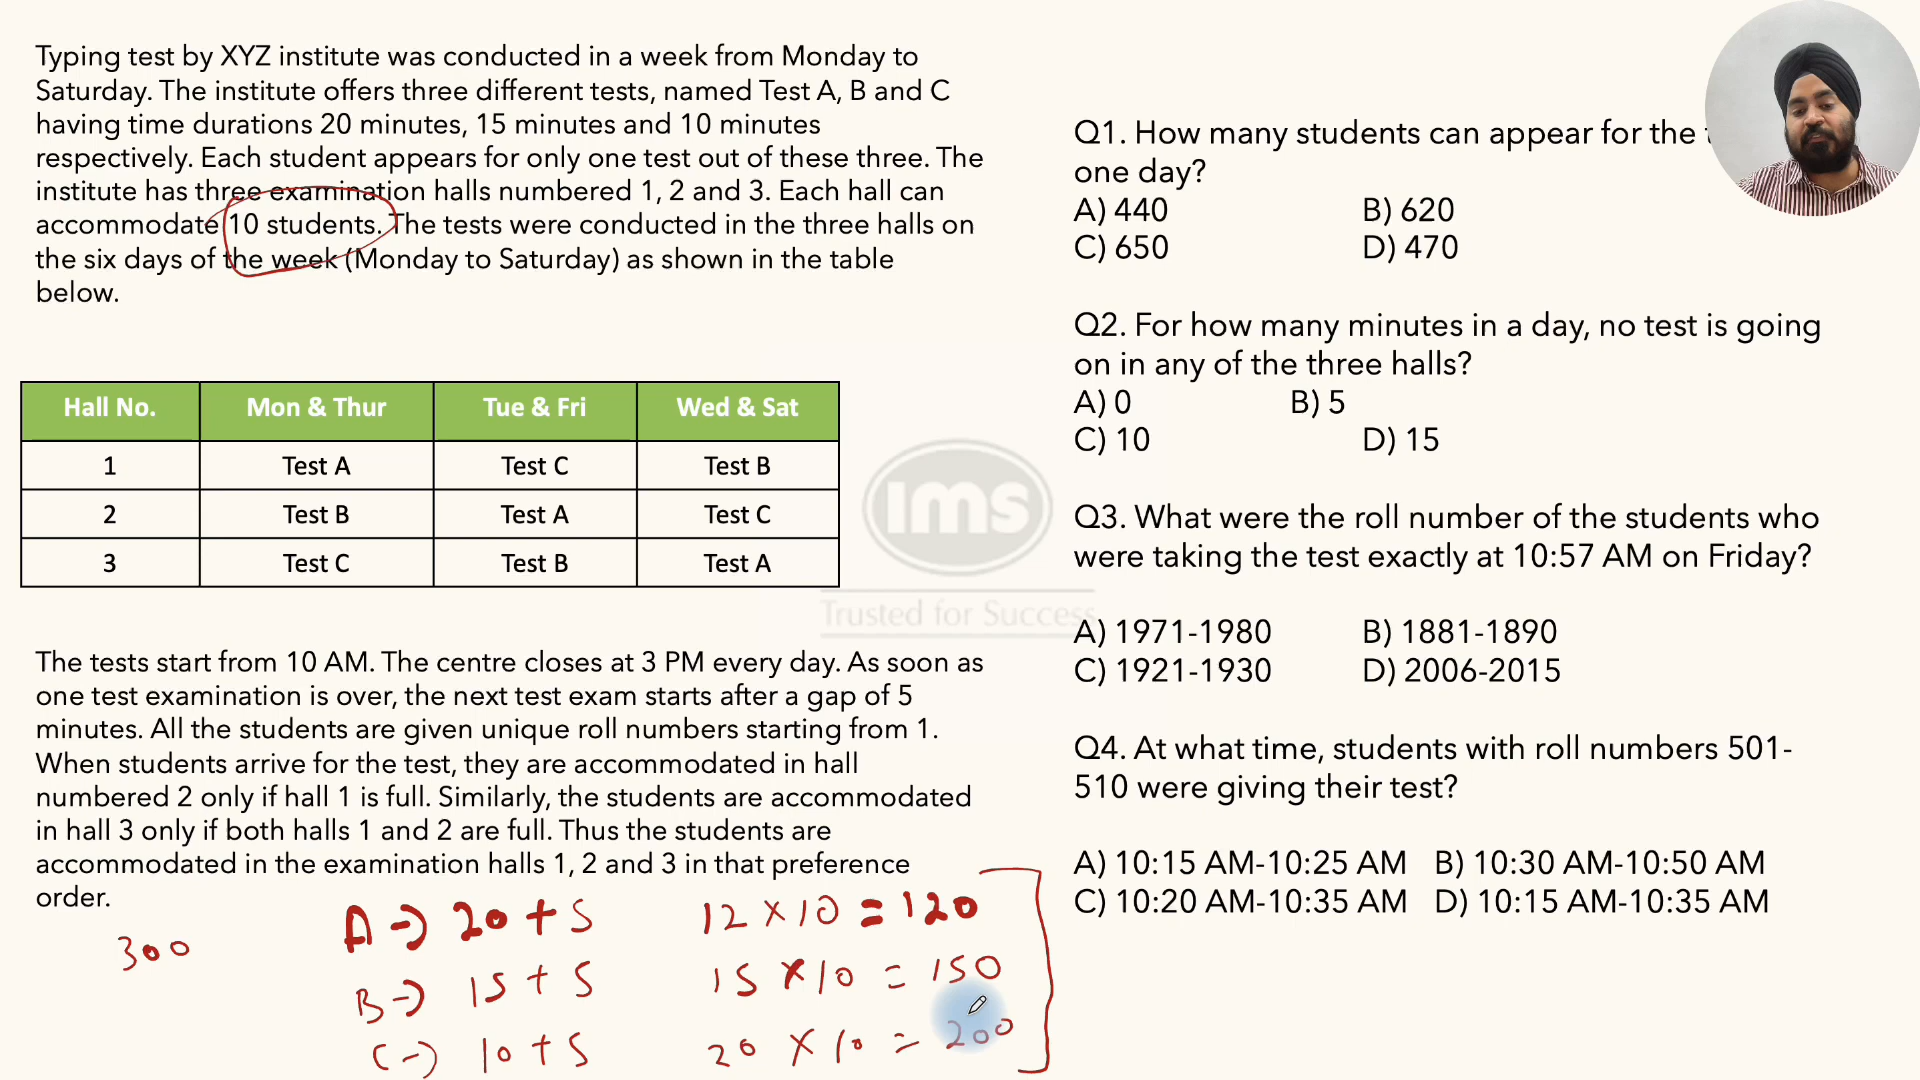 Typing test by XYZ institute was conducted in a week from Monday to
Saturday. The institute offers three different tests, named Test A, B and C
having time durations 20 minutes, 15 minutes and 10 minutes
respectively. Each student appears for only one test out of these three. The
institute has three examination halls numbered 1, 2 and 3. Each hall can
accommodate 10 students. The tests were conducted in the three halls on
the six days of the week (Monday to Saturday) as shown in the table
below.
Hall No. Mon & Thur Tue & Fri Wed & Sat
1 Test A Test C Test B
2 Test B Test A Test C
3 Test C Test B Test A
The tests start from 10 AM. The centre closes at 3 PM every day. As soon as
one test examination is over, the next test exam starts after a gap of 5
minutes. All the students are given unique roll numbers starting from 1.
When students arrive for the test, they are accommodated in hall
numbered 2 only if hall 1 is full. Similarly, the students are accommodated
in hall 3 only if both halls 1 and 2 are full. Thus the students are
accommodated in the examination halls 1, 2 and 3 in that preference
order.
300
A -> 20 + 5 12 × 10 = 120
B -> 15 + 5 15 × 10 = 150
C -> 10 + 5 20 × 10 = 200
ims
Trusted for Success
Q1. How many students can appear for the
one day?
A) 440 B) 620
C) 650 D) 470
Q2. For how many minutes in a day, no test is going
on in any of the three halls?
A) 0 B) 5
C) 10 D) 15
Q3. What were the roll number of the students who
were taking the test exactly at 10:57 AM on Friday?
A) 1971-1980 B) 1881-1890
C) 1921-1930 D) 2006-2015
Q4. At what time, students with roll numbers 501-
510 were giving their test?
A) 10:15 AM-10:25 AM B) 10:30 AM-10:50 AM
C) 10:20 AM-10:35 AM D) 10:15 AM-10:35 AM